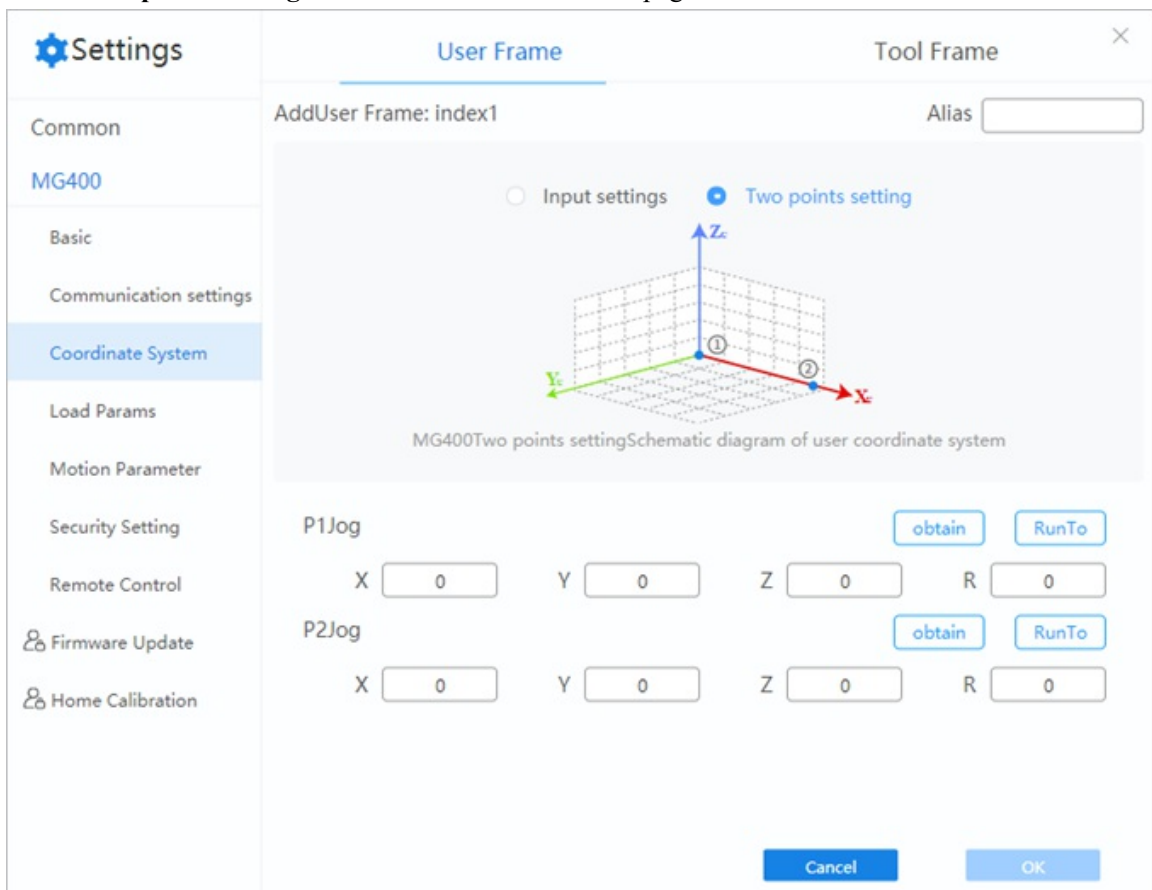 Settings
User Frame
Tool Frame
×
Common
MG400
Basic
Communication settings
Coordinate System
Load Params
Motion Parameter
Security Setting
Remote Control
Firmware Update
Home Calibration
AddUser Frame: index1
Alias
Input settings
Two points setting
Zc
①
②
Yc
Xc
MG400Two points settingSchematic diagram of user coordinate system
P1Jog
obtain
RunTo
X 0 Y 0 Z 0 R 0
P2Jog
obtain
RunTo
X 0 Y 0 Z 0 R 0
Cancel
OK